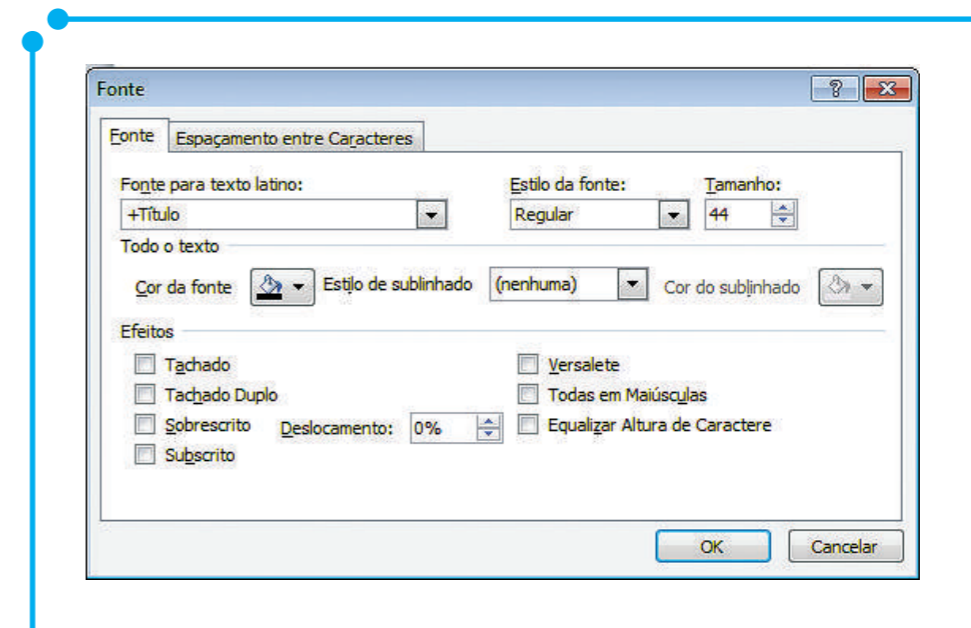 Fonte
Fonte Espaçamento entre Caracteres
Fonte para texto latino: Estilo da fonte: Tamanho:
+Título Regular 44
Todo o texto
Cor da fonte Estilo de sublinhado (nenhuma) Cor do sublinhado
Efeitos
Tachado Versalete
Tachado Duplo Todas em Maiúsculas
Sobrescrito Deslocamento: 0% Equalizar Altura de Caractere
Subscrito
OK Cancelar